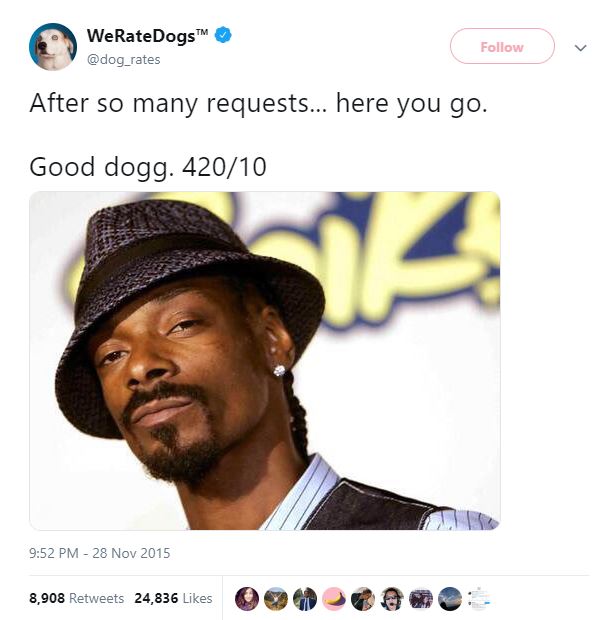 WeRateDogs™
@dog_rates
Follow
After so many requests... here you go.
Good dogg. 420/10
9:52 PM - 28 Nov 2015
8,908 Retweets 24,836 Likes